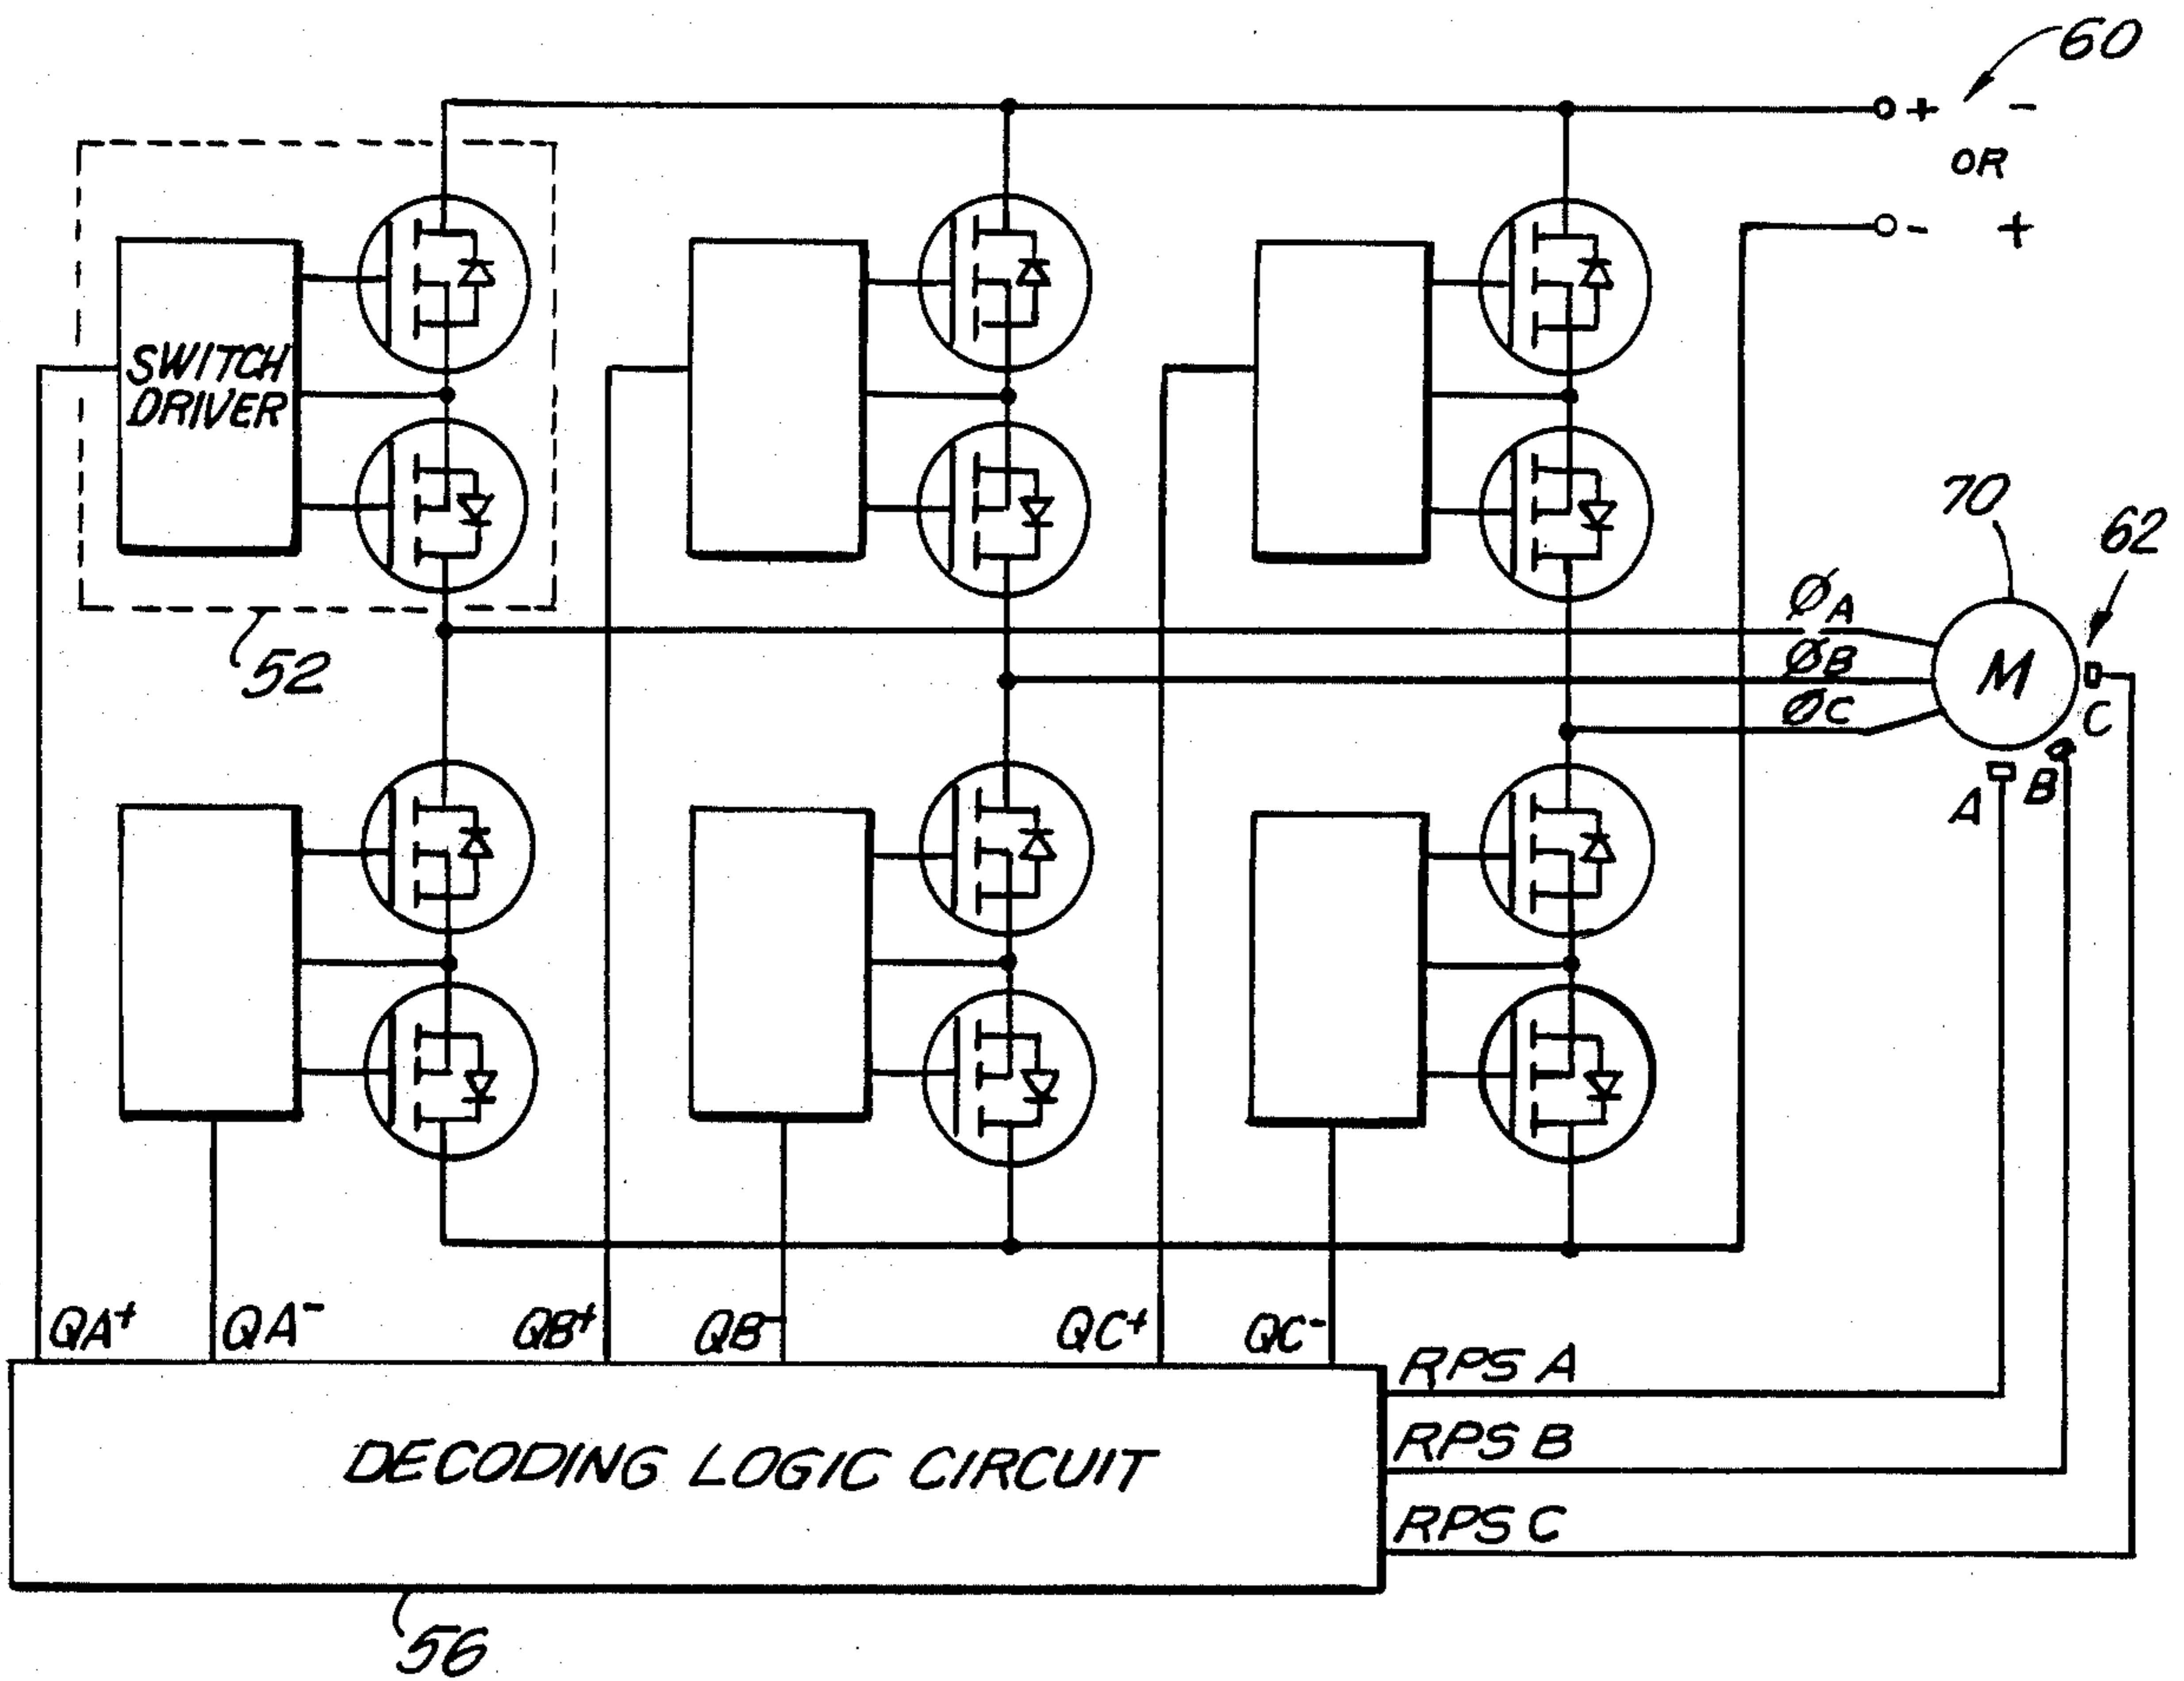 60
+ -
OR
- +
SWITCH
DRIVER
52
70
62
ØA
ØB
ØC
M
C
B
A
QA+
QA-
QB+
QB-
QC+
QC-
RPS A
RPS B
RPS C
DECODING LOGIC CIRCUIT
56